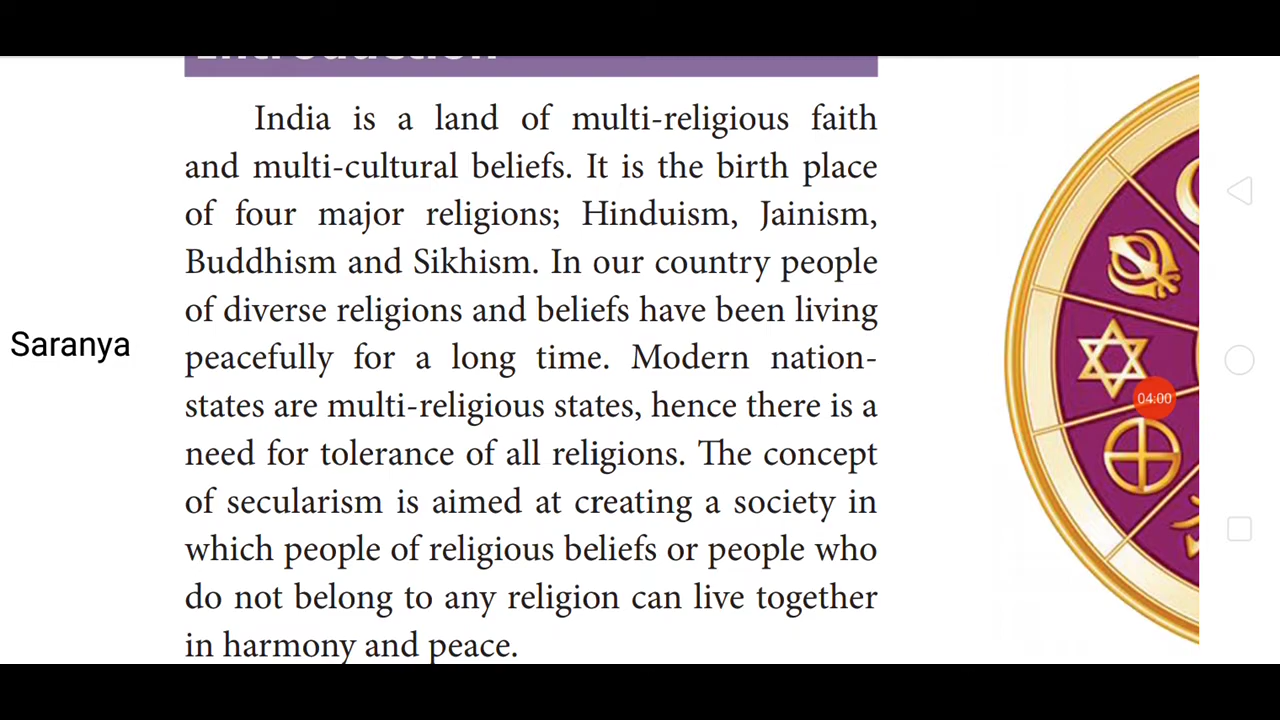 Introduction
India is a land of multi-religious faith
and multi-cultural beliefs. It is the birth place
of four major religions; Hinduism, Jainism,
Buddhism and Sikhism. In our country people
of diverse religions and beliefs have been living
peacefully for a long time. Modern nation-
states are multi-religious states, hence there is a
need for tolerance of all religions. The concept
of secularism is aimed at creating a society in
which people of religious beliefs or people who
do not belong to any religion can live together
in harmony and peace.
Saranya
04:00